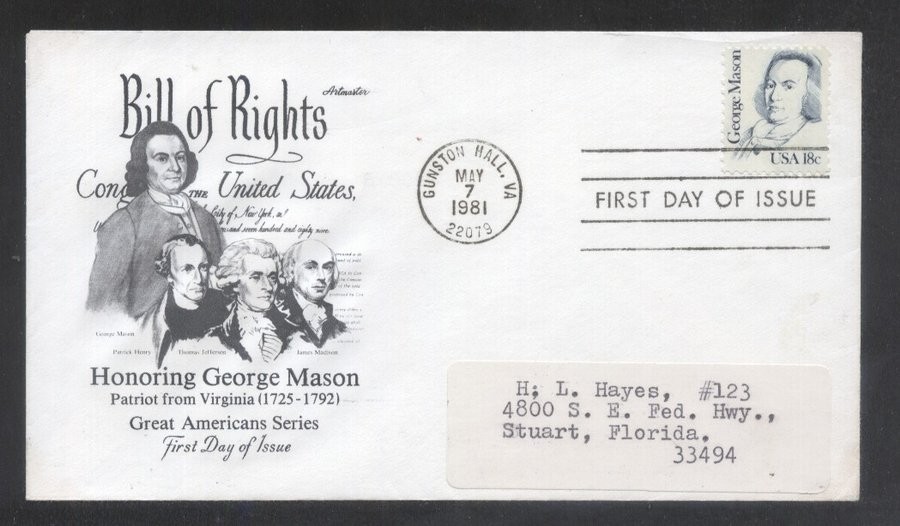 Bill of Rights
Artmaster
Cong
THE United States,
City of New York, on
and seven hundred and eighty nine.
George Mason
Patrick Henry
Thomas Jefferson
James Madison
Honoring George Mason
Patriot from Virginia (1725-1792)
Great Americans Series
First Day of Issue
GUNSTON HALL, VA
MAY
7
1981
22079
George Mason
USA 18c
FIRST DAY OF ISSUE
H; L. Hayes, #123
4800 S. E. Fed. Hwy.,
Stuart, Florida.
33494